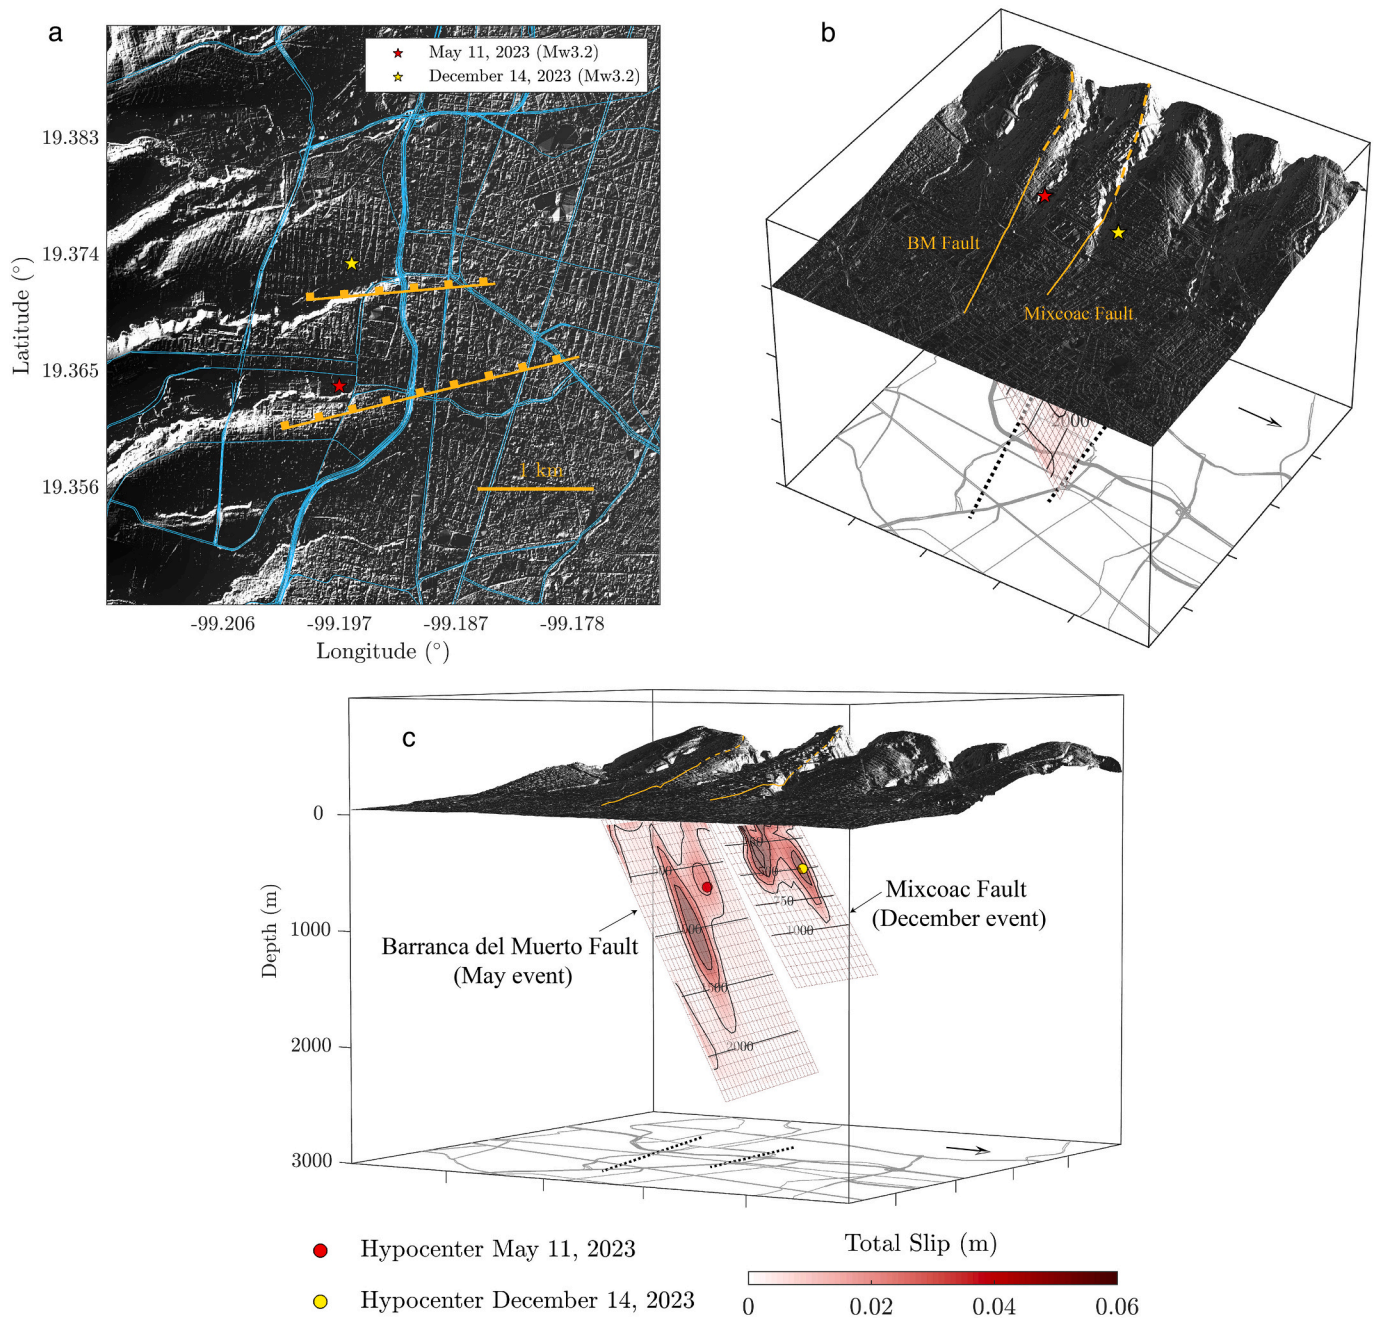 a
May 11, 2023 (Mw3.2)
December 14, 2023 (Mw3.2)
19.383
19.374
19.365
19.356
Latitude (°)
1 km
-99.206
-99.197
-99.187
-99.178
Longitude (°)
b
BM Fault
Mixcoac Fault
2000
c
0
1000
2000
3000
Depth (m)
500
1500
2000
500
750
1000
Barranca del Muerto Fault
(May event)
Mixcoac Fault
(December event)
Hypocenter May 11, 2023
Hypocenter December 14, 2023
Total Slip (m)
0
0.02
0.04
0.06